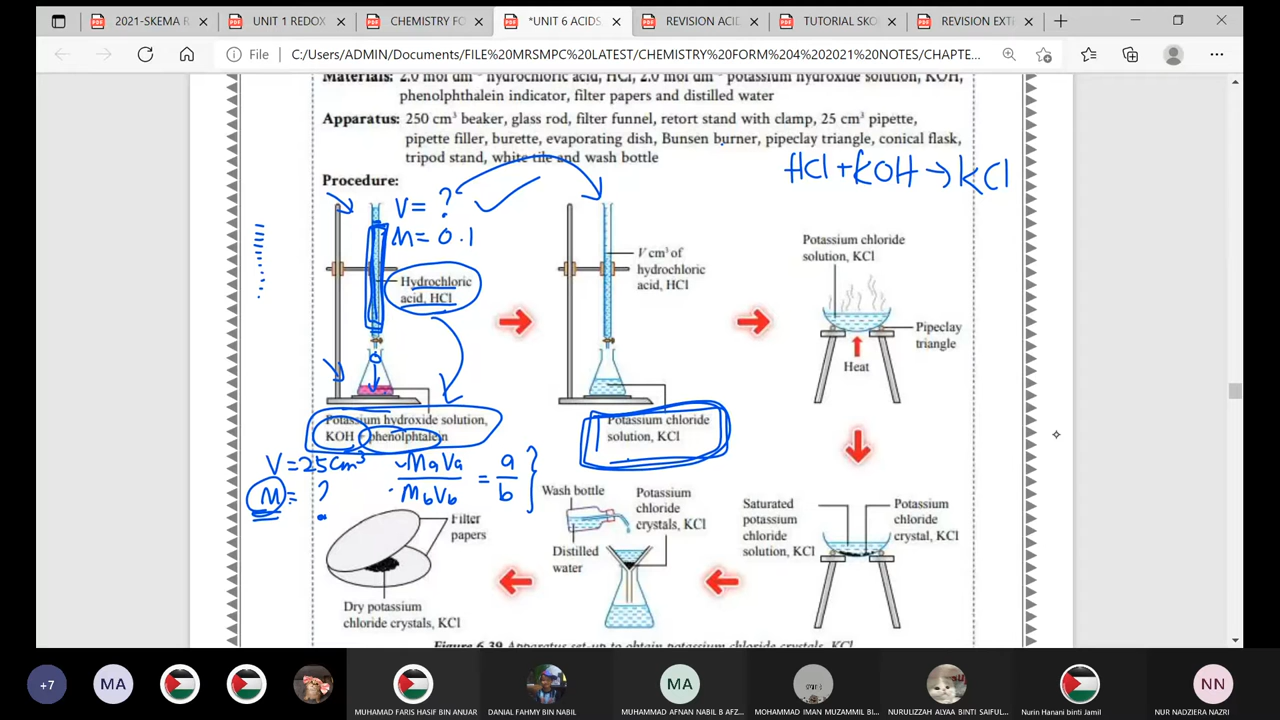 2021-SKEMA R
UNIT 1 REDOX
CHEMISTRY FO
*UNIT 6 ACIDS
REVISION ACID
TUTORIAL SKO
REVISION EXT
File
C:/Users/ADMIN/Documents/FILE%20MRSMPC%20LATEST/CHEMISTRY%20FORM%204%202021%20NOTES/CHAPTE...
Materials: 2.0 mol dm⁻³ hydrochloric acid, HCl, 2.0 mol dm⁻³ potassium hydroxide solution, KOH,
phenolphthalein indicator, filter papers and distilled water
Apparatus: 250 cm³ beaker, glass rod, filter funnel, retort stand with clamp, 25 cm³ pipette,
pipette filler, burette, evaporating dish, Bunsen burner, pipeclay triangle, conical flask,
tripod stand, white tile and wash bottle
HCl + KOH → KCl
Procedure:
V = ?
M = 0.1
Hydrochloric
acid, HCl
V cm³ of
hydrochloric
acid, HCl
Potassium chloride
solution, KCl
Pipeclay
triangle
Heat
Potassium hydroxide solution,
KOH + phenolphtalein
Potassium chloride
solution, KCl
V = 25cm³
M = ?
MaVa
MbVb
=
a
b
Filter
papers
Dry potassium
chloride crystals, KCl
Wash bottle
Distilled
water
Potassium
chloride
crystals, KCl
Saturated
potassium
chloride
solution, KCl
Potassium
chloride
crystal, KCl
Figure 6.39 Apparatus set-up to obtain potassium chloride crystals, KCl
+7
MA
MUHAMAD FARIS HASIF BIN ANUAR
DANIAL FAHMY BIN NABIL
MA
MUHAMMAD AFNAN NABIL B AFZ...
MOHAMMAD IMAN MUZAMMIL BI...
NURULIZZAH ALYAA BINTI SAIFUL...
Nurin Hanani binti Jamil
NN
NUR NADZIERA NAZRI